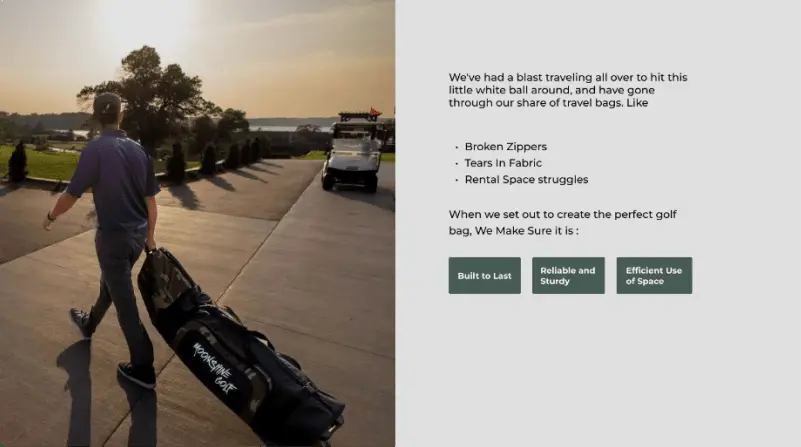 We've had a blast traveling all over to hit this
little white ball around, and have gone
through our share of travel bags. Like
• Broken Zippers
• Tears In Fabric
• Rental Space struggles
When we set out to create the perfect golf
bag, We Make Sure it is :
Built to Last
Reliable and
Sturdy
Efficient Use
of Space
MOONSHINE
GOLF